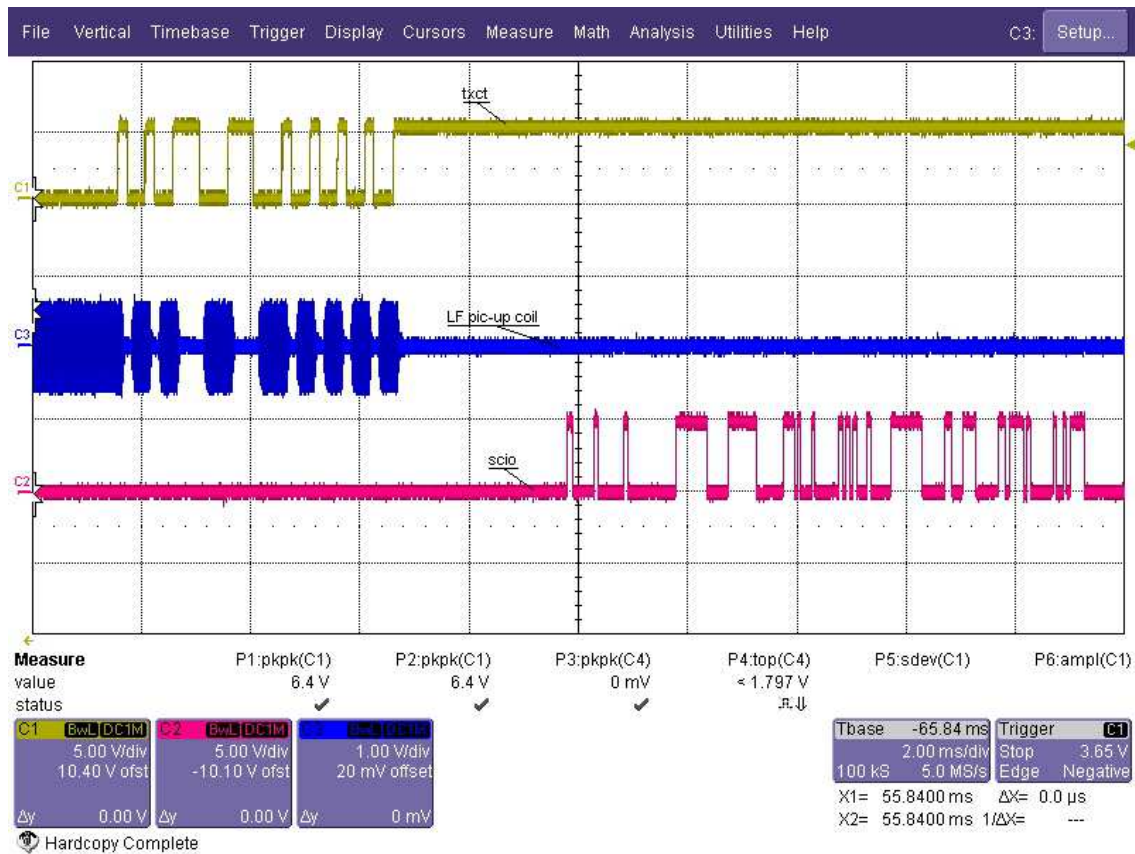 File Vertical Timebase Trigger Display Cursors Measure Math Analysis Utilities Help C3: Setup...
txct
C1
LF pic-up coil
C3
scio
C2
Measure P1:pkpk(C1) P2:pkpk(C1) P3:pkpk(C4) P4:top(C4) P5:sdev(C1) P6:ampl(C1)
value 6.4 V 6.4 V 0 mV < 1.797 V
status
C1 BwL DC1M C2 BwL DC1M Tbase -65.84 ms Trigger C1
5.00 V/div 5.00 V/div 1.00 V/div 2.00 ms/div Stop 3.65 V
10.40 V ofst -10.10 V ofst 20 mV offset 100 kS 5.0 MS/s Edge Negative
Δy 0.00 V Δy 0.00 V Δy 0 mV
X1= 55.8400 ms ΔX= 0.0 µs
X2= 55.8400 ms 1/ΔX= ---
Hardcopy Complete